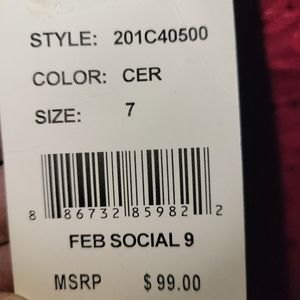 STYLE: 201C40500
COLOR: CER
SIZE: 7
8 86732 85982 2
FEB SOCIAL 9
MSRP $99.00